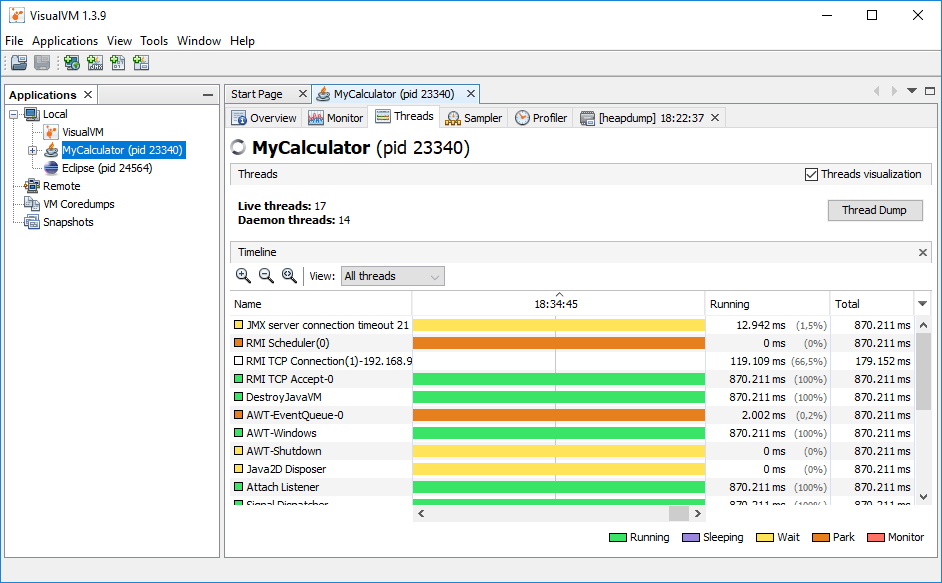 VisualVM 1.3.9
File Applications View Tools Window Help
Applications
Local
VisualVM
MyCalculator (pid 23340)
Eclipse (pid 24564)
Remote
VM Coredumps
Snapshots
Start Page MyCalculator (pid 23340)
Overview Monitor Threads Sampler Profiler [heapdump] 18:22:37
MyCalculator (pid 23340)
Threads Threads visualization
Live threads: 17
Daemon threads: 14
Thread Dump
Timeline
View: All threads
Name 18:34:45 Running Total
JMX server connection timeout 21 12.942 ms (1,5%) 870.211 ms
RMI Scheduler(0) 0 ms (0%) 870.211 ms
RMI TCP Connection(1)-192.168.9 119.109 ms (66,5%) 179.152 ms
RMI TCP Accept-0 870.211 ms (100%) 870.211 ms
DestroyJavaVM 870.211 ms (100%) 870.211 ms
AWT-EventQueue-0 2.002 ms (0,2%) 870.211 ms
AWT-Windows 870.211 ms (100%) 870.211 ms
AWT-Shutdown 0 ms (0%) 870.211 ms
Java2D Disposer 0 ms (0%) 870.211 ms
Attach Listener 870.211 ms (100%) 870.211 ms
Signal Dispatcher 870.211 ms (100%) 870.211 ms
Running Sleeping Wait Park Monitor